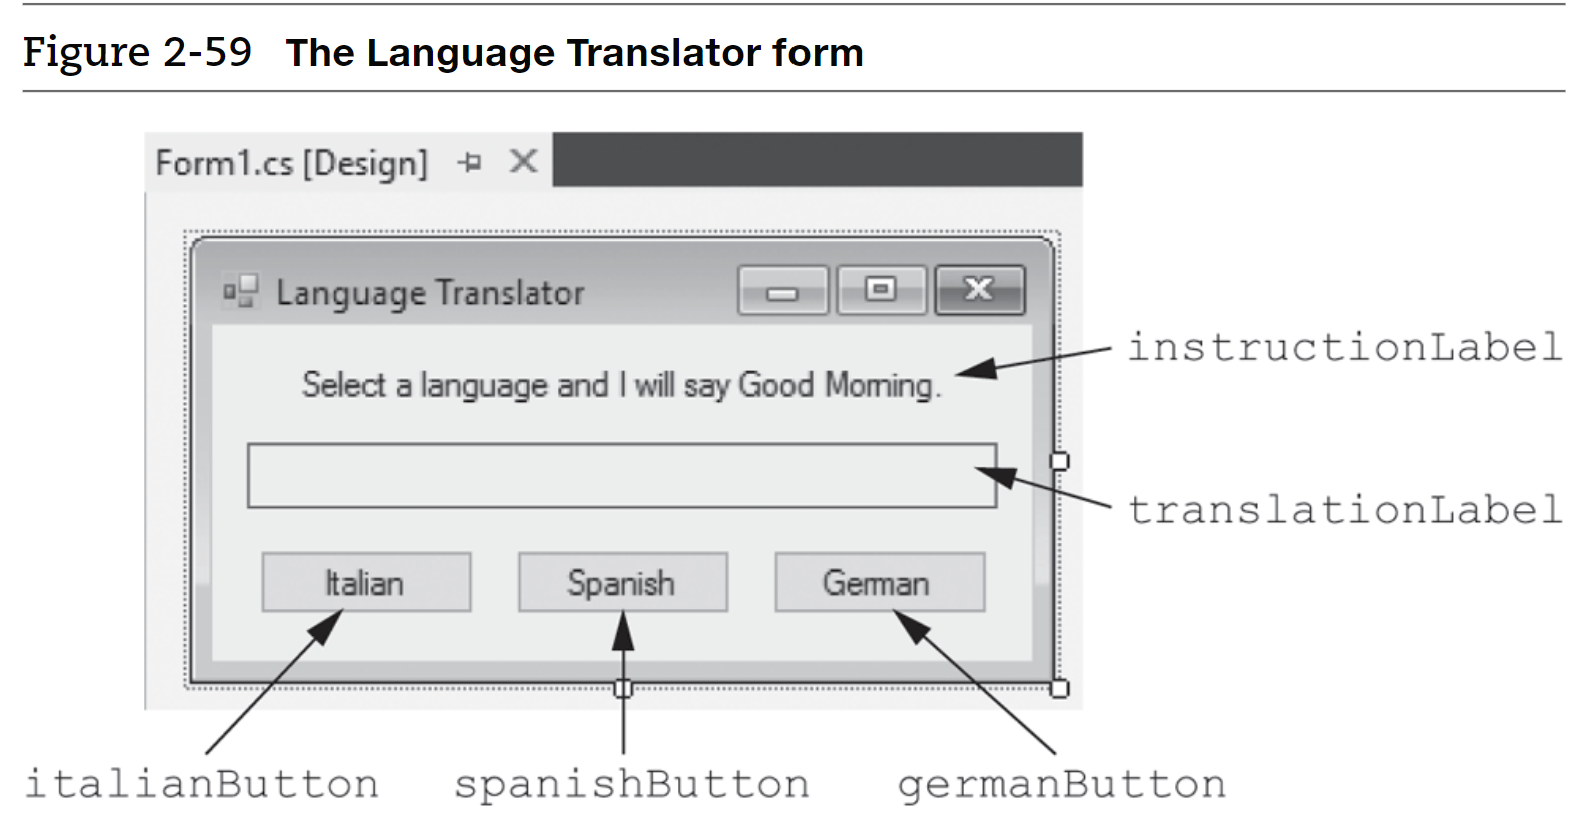 Figure 2-59 The Language Translator form
Form1.cs [Design]
Language Translator
Select a language and I will say Good Morning.
instructionLabel
translationLabel
Italian
Spanish
German
italianButton
spanishButton
germanButton